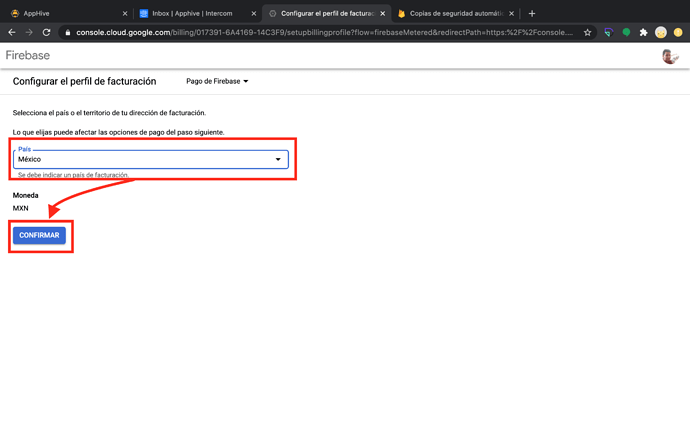 AppHive
Inbox | Apphive | Intercom
Configurar el perfil de facturac
Copias de seguridad automátic
console.cloud.google.com/billing/017391-6A4169-14C3F9/setupbillingprofile?flow=firebaseMetered&redirectPath=https:%2F%2Fconsole....
Firebase
Configurar el perfil de facturación
Pago de Firebase
Selecciona el país o el territorio de tu dirección de facturación.
Lo que elijas puede afectar las opciones de pago del paso siguiente.
País
México
Se debe indicar un país de facturación.
Moneda
MXN
CONFIRMAR